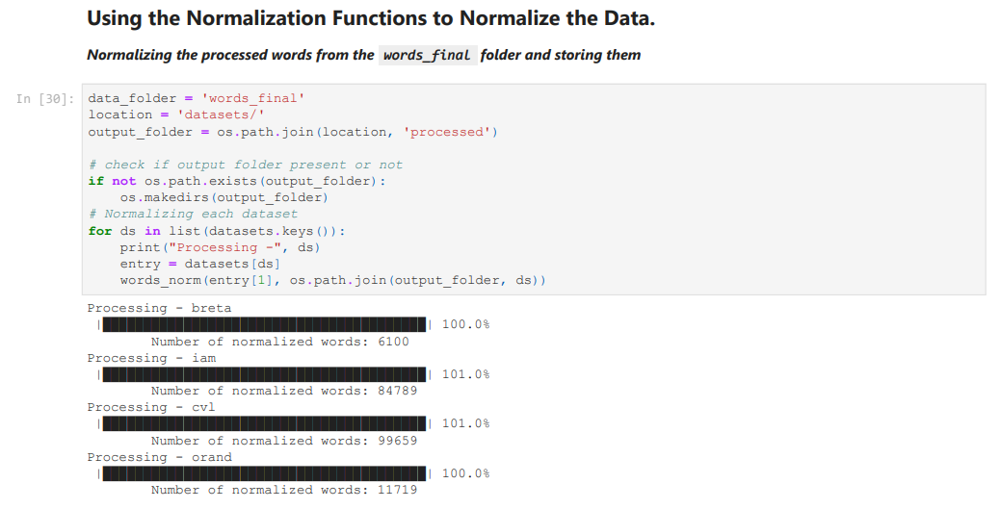 Using the Normalization Functions to Normalize the Data.
Normalizing the processed words from the words_final folder and storing them
In [30]:
data_folder = 'words_final'
location = 'datasets/'
output_folder = os.path.join(location, 'processed')
# check if output folder present or not
if not os.path.exists(output_folder):
    os.makedirs(output_folder)
# Normalizing each dataset
for ds in list(datasets.keys()):
    print("Processing -", ds)
    entry = datasets[ds]
    words_norm(entry[1], os.path.join(output_folder, ds))
Processing - breta
| | 100.0%
Number of normalized words: 6100
Processing - iam
| | 101.0%
Number of normalized words: 84789
Processing - cvl
| | 101.0%
Number of normalized words: 99659
Processing - orand
| | 100.0%
Number of normalized words: 11719